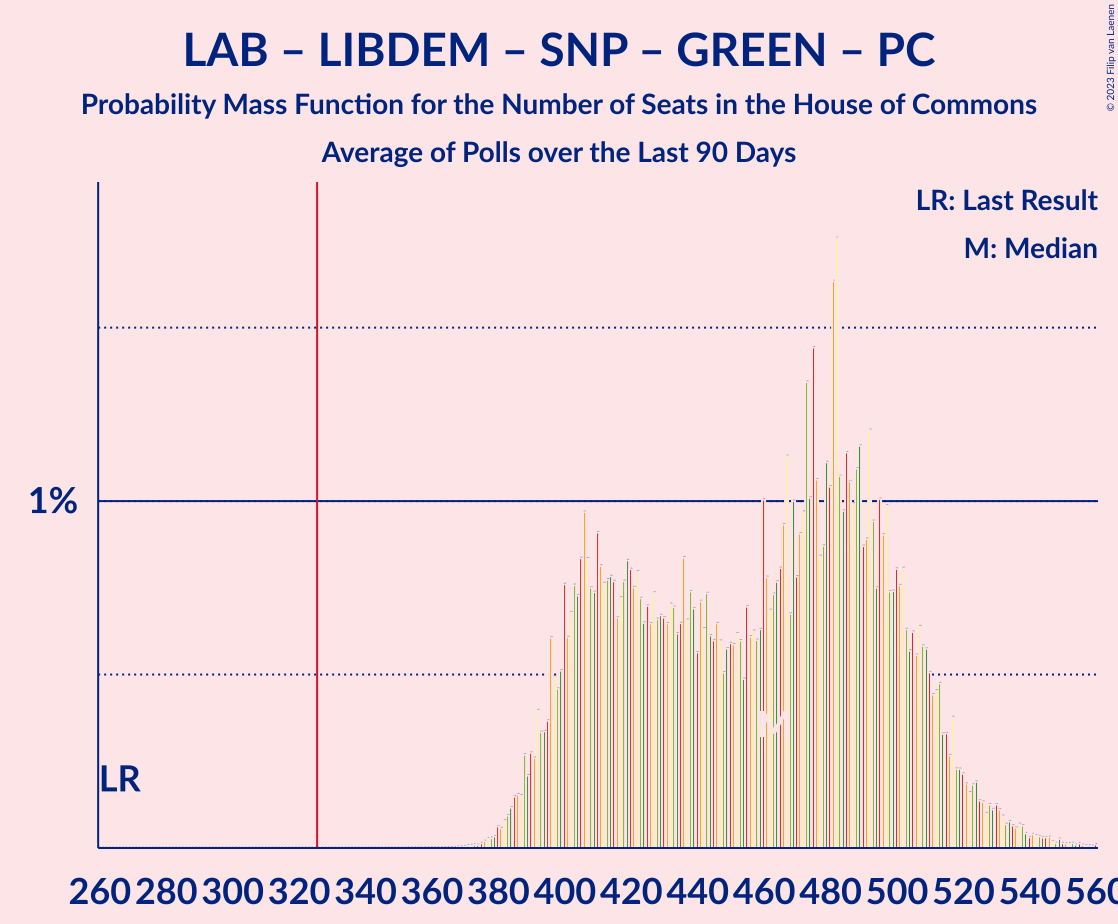 LAB – LIBDEM – SNP – GREEN – PC
Probability Mass Function for the Number of Seats in the House of Commons
Average of Polls over the Last 90 Days
© 2023 Filip van Laenen
LR: Last Result
M: Median
1%
LR
260 280 300 320 340 360 380 400 420 440 460 480 500 520 540 560